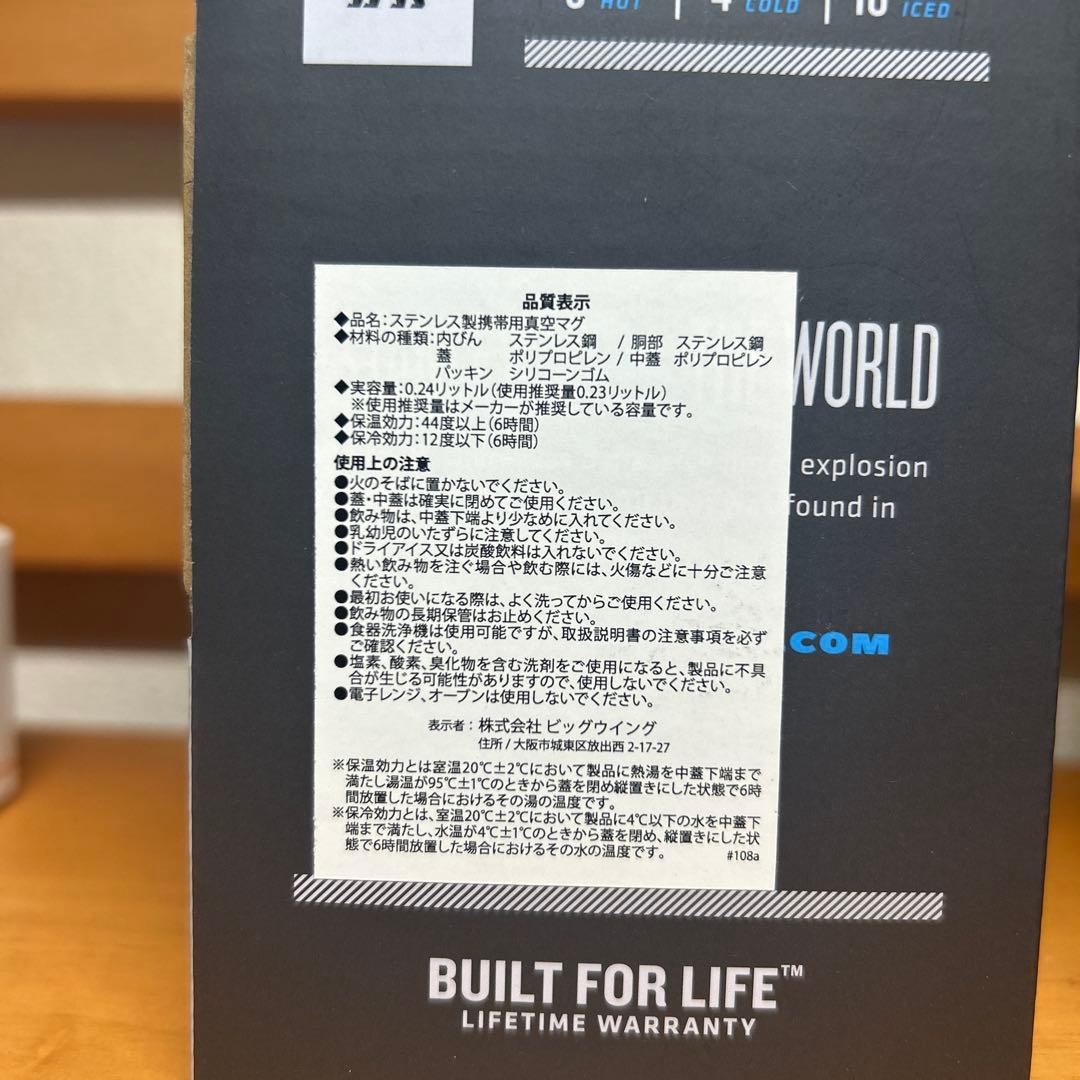 HOT | 4 COLD | ICED
品質表示
◆品名：ステンレス製携帯用真空マグ
◆材料の種類：内びん ステンレス鋼 / 胴部 ステンレス鋼
蓋 ポリプロピレン / 中蓋 ポリプロピレン
パッキン シリコーンゴム
◆実容量：0.24リットル（使用推奨量0.23リットル）
※使用推奨量はメーカーが推奨している容量です。
◆保温効力：44度以上（6時間）
◆保冷効力：12度以下（6時間）
使用上の注意
●火のそばに置かないでください。
●蓋・中蓋は確実に閉めてご使用ください。
●飲み物は、中蓋下端より少なめに入れてください。
●乳幼児のいたずらに注意してください。
●ドライアイス又は炭酸飲料は入れないでください。
●熱い飲み物を注ぐ場合や飲む際には、火傷などに十分ご注意
ください。
●最初お使いになる際は、よく洗ってからご使用ください。
●飲み物の長期保管はお止めください。
●食器洗浄機は使用可能ですが、取扱説明書の注意事項を必ず
ご確認ください。
●塩素、酸素、臭化物を含む洗剤をご使用になると、製品に不具
合が生じる可能性がありますので、使用しないでください。
●電子レンジ、オーブンは使用しないでください。
表示者：株式会社 ビッグウイング
住所 / 大阪市城東区放出西 2-17-27
※保温効力とは室温20℃±2℃において製品に熱湯を中蓋下端まで
満たし湯温が95℃±1℃のときから蓋を閉め縦置きにした状態で6時
間放置した場合におけるその湯の温度です。
※保冷効力とは、室温20℃±2℃において製品に4℃以下の水を中蓋下
端まで満たし、水温が4℃±1℃のときから蓋を閉め、縦置きにした状
態で6時間放置した場合におけるその水の温度です。
#108a
WORLD
explosion
found in
.COM
BUILT FOR LIFE™
LIFETIME WARRANTY